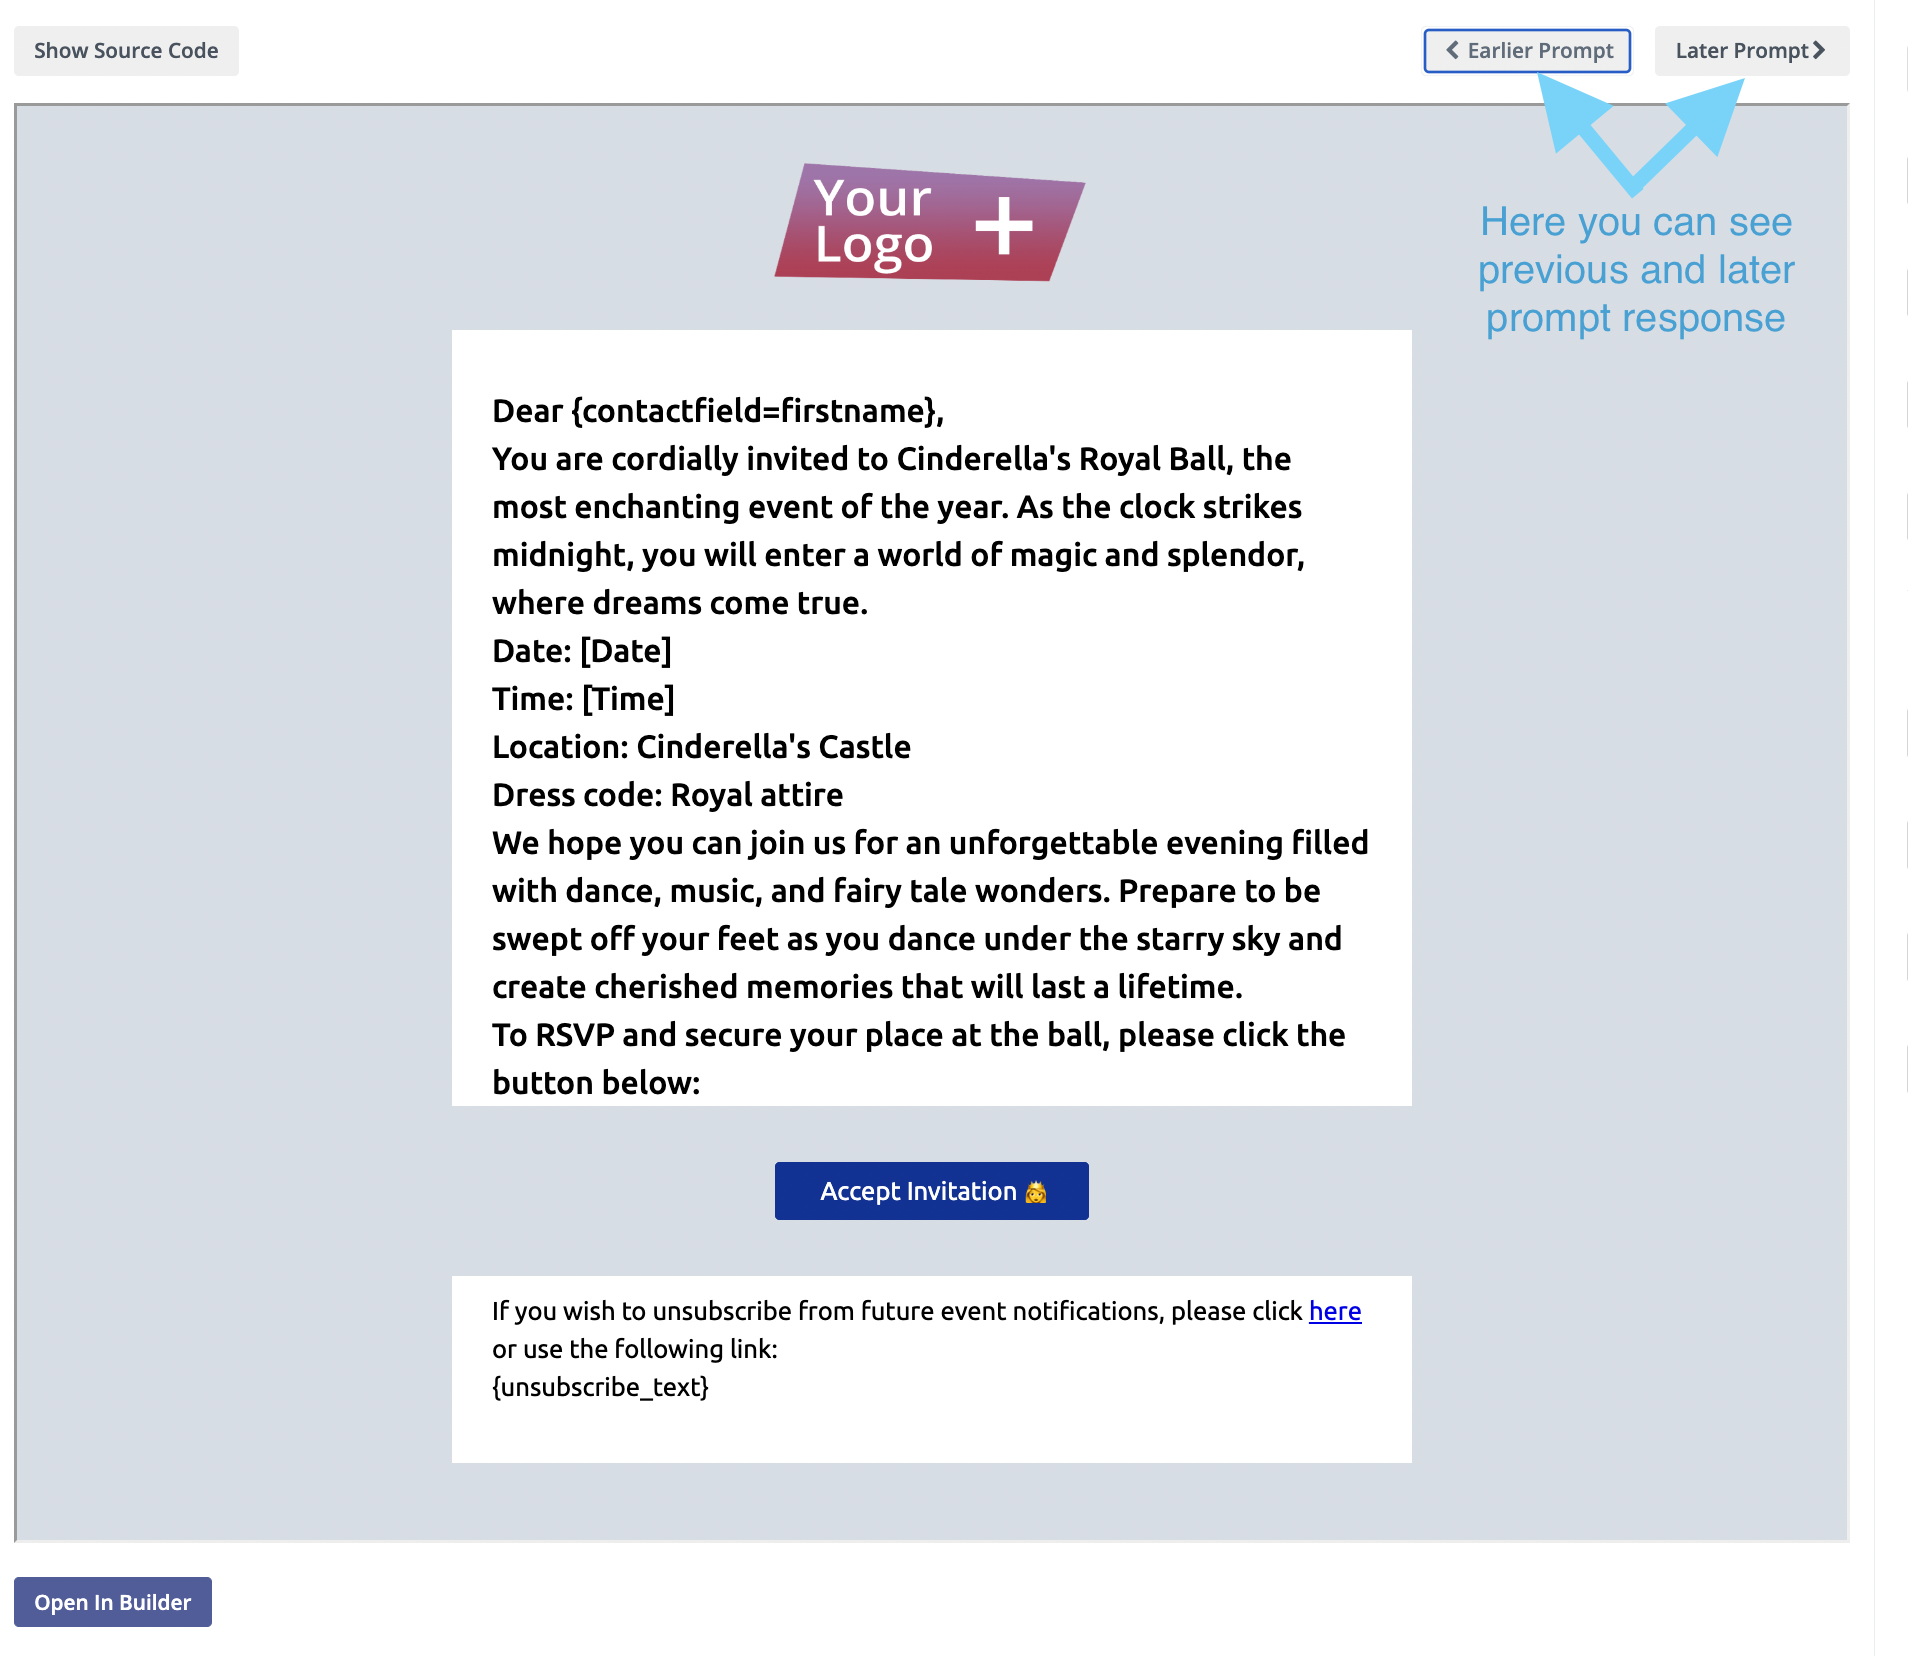 Show Source Code
Earlier Prompt
Later Prompt
Your
Logo
Here you can see
previous and later
prompt response
Dear {contactfield=firstname},
You are cordially invited to Cinderella's Royal Ball, the
most enchanting event of the year. As the clock strikes
midnight, you will enter a world of magic and splendor,
where dreams come true.
Date: [Date]
Time: [Time]
Location: Cinderella's Castle
Dress code: Royal attire
We hope you can join us for an unforgettable evening filled
with dance, music, and fairy tale wonders. Prepare to be
swept off your feet as you dance under the starry sky and
create cherished memories that will last a lifetime.
To RSVP and secure your place at the ball, please click the
button below:
Accept Invitation 👸
If you wish to unsubscribe from future event notifications, please click here
or use the following link:
{unsubscribe_text}
Open In Builder